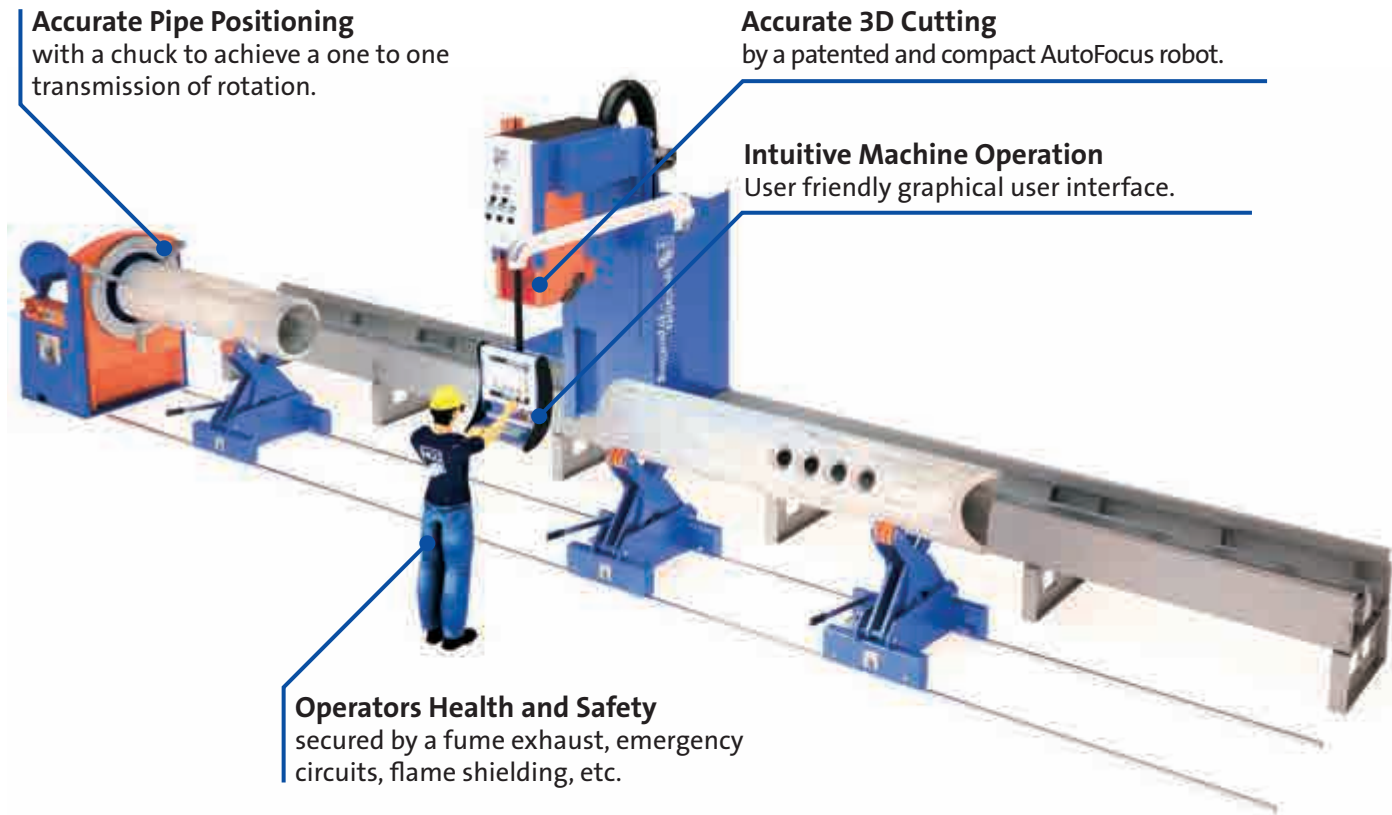 Accurate Pipe Positioning
with a chuck to achieve a one to one
transmission of rotation.
Accurate 3D Cutting
by a patented and compact AutoFocus robot.
Intuitive Machine Operation
User friendly graphical user interface.
Operators Health and Safety
secured by a fume exhaust, emergency
circuits, flame shielding, etc.